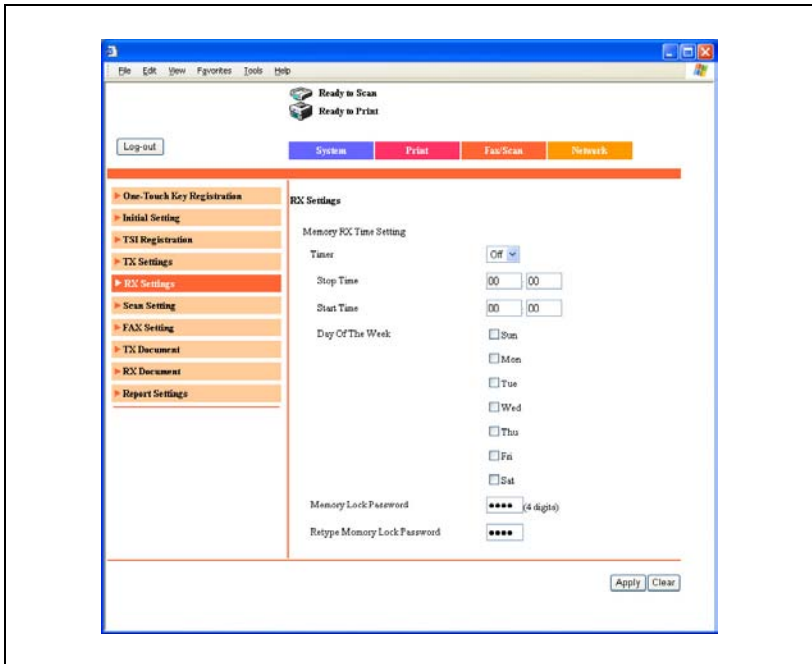 File Edit View Favorites Tools Help
Ready to Scan
Ready to Print
Log-out
System Print Fax/Scan Network
One-Touch Key Registration
Initial Setting
TSI Registration
TX Settings
RX Settings
Scan Setting
FAX Setting
TX Document
RX Document
Report Settings
RX Settings
Memory RX Time Setting
Timer Off
Stop Time 00 00
Start Time 00 00
Day Of The Week Sun
Mon
Tue
Wed
Thu
Fri
Sat
Memory Lock Password •••• (4 digits)
Retype Momory Lock Password ••••
Apply Clear